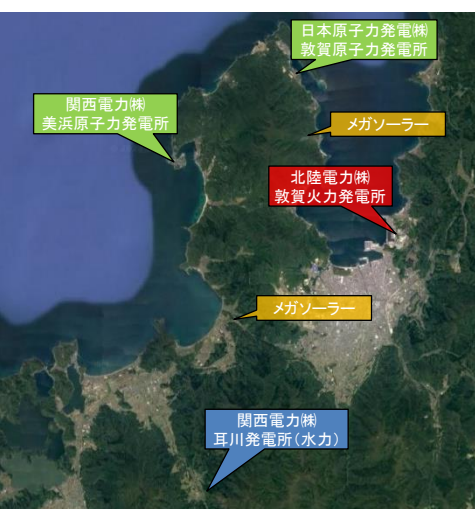 日本原子力発電㈱
敦賀原子力発電所
関西電力㈱
美浜原子力発電所
メガソーラー
北陸電力㈱
敦賀火力発電所
メガソーラー
関西電力㈱
耳川発電所(水力)